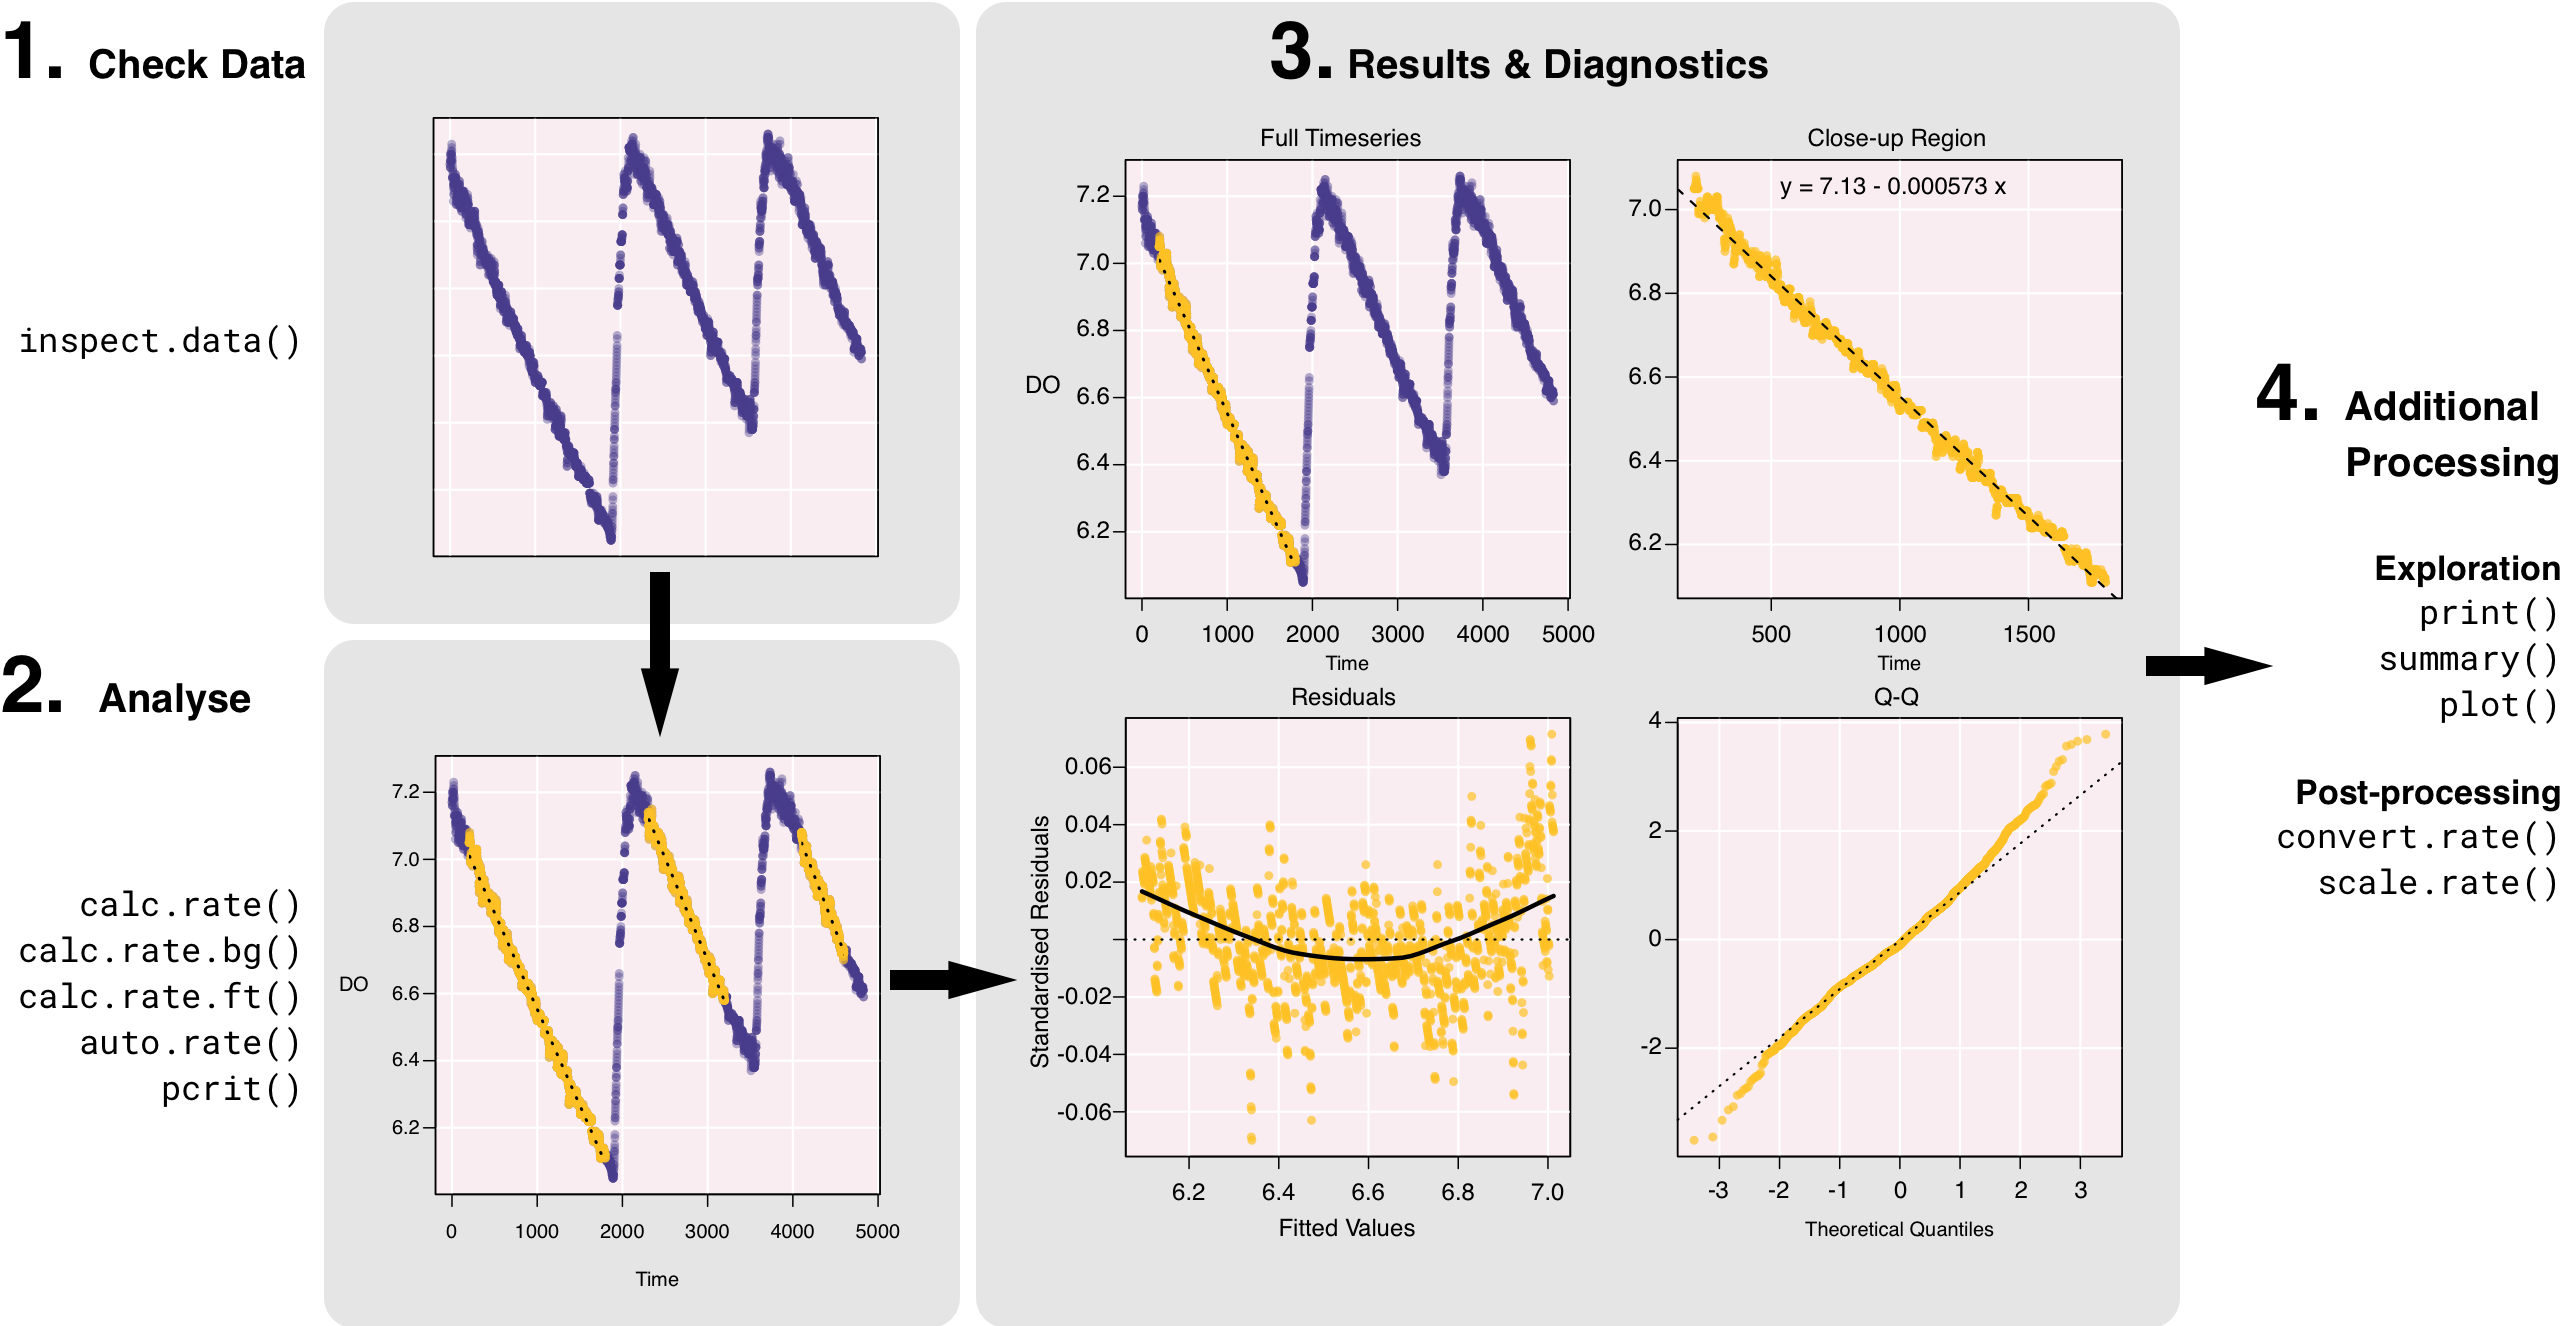 1. Check Data
inspect.data()
2. Analyse
calc.rate()
calc.rate.bg()
calc.rate.ft()
auto.rate()
pcrit()
7.2
7.0
6.8
6.6
6.4
6.2
DO
0 1000 2000 3000 4000 5000
Time
3. Results & Diagnostics
Full Timeseries
7.2
7.0
6.8
6.6
6.4
6.2
DO
0 1000 2000 3000 4000 5000
Time
Close-up Region
y = 7.13 - 0.000573 x
7.0
6.8
6.6
6.4
6.2
500 1000 1500
Time
Residuals
0.06
0.04
0.02
-0.02
-0.04
-0.06
Standardised Residuals
6.2 6.4 6.6 6.8 7.0
Fitted Values
Q-Q
4
2
0
-2
-3 -2 -1 0 1 2 3
Theoretical Quantiles
4. Additional
Processing
Exploration
print()
summary()
plot()
Post-processing
convert.rate()
scale.rate()